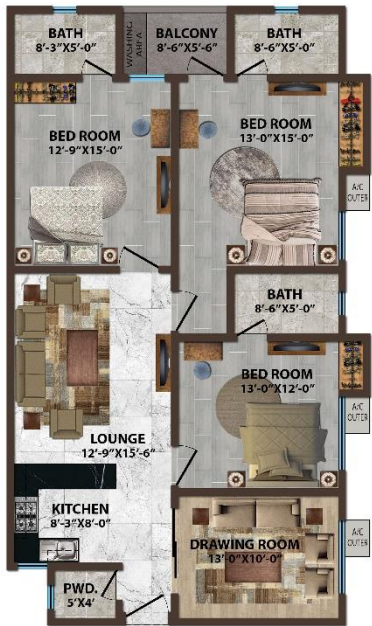 BATH
8'-3"X5'-0"
WASHING
AREA
BALCONY
8'-6"X5'-6"
BATH
8'-6"X5'-0"
BED ROOM
12'-9"X15'-0"
BED ROOM
13'-0"X15'-0"
A/C
OUTER
BATH
8'-6"X5'-0"
BED ROOM
13'-0"X12'-0"
A/C
OUTER
LOUNGE
12'-9"X15'-6"
KITCHEN
8'-3"X8'-0"
DRAWING ROOM
13'-0"X10'-0"
A/C
OUTER
PWD.
5'X4'